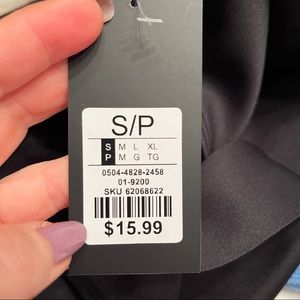 S/P
S M L XL
P M G TG
0504-4828-2458
01-9200
SKU 62068622
$15.99